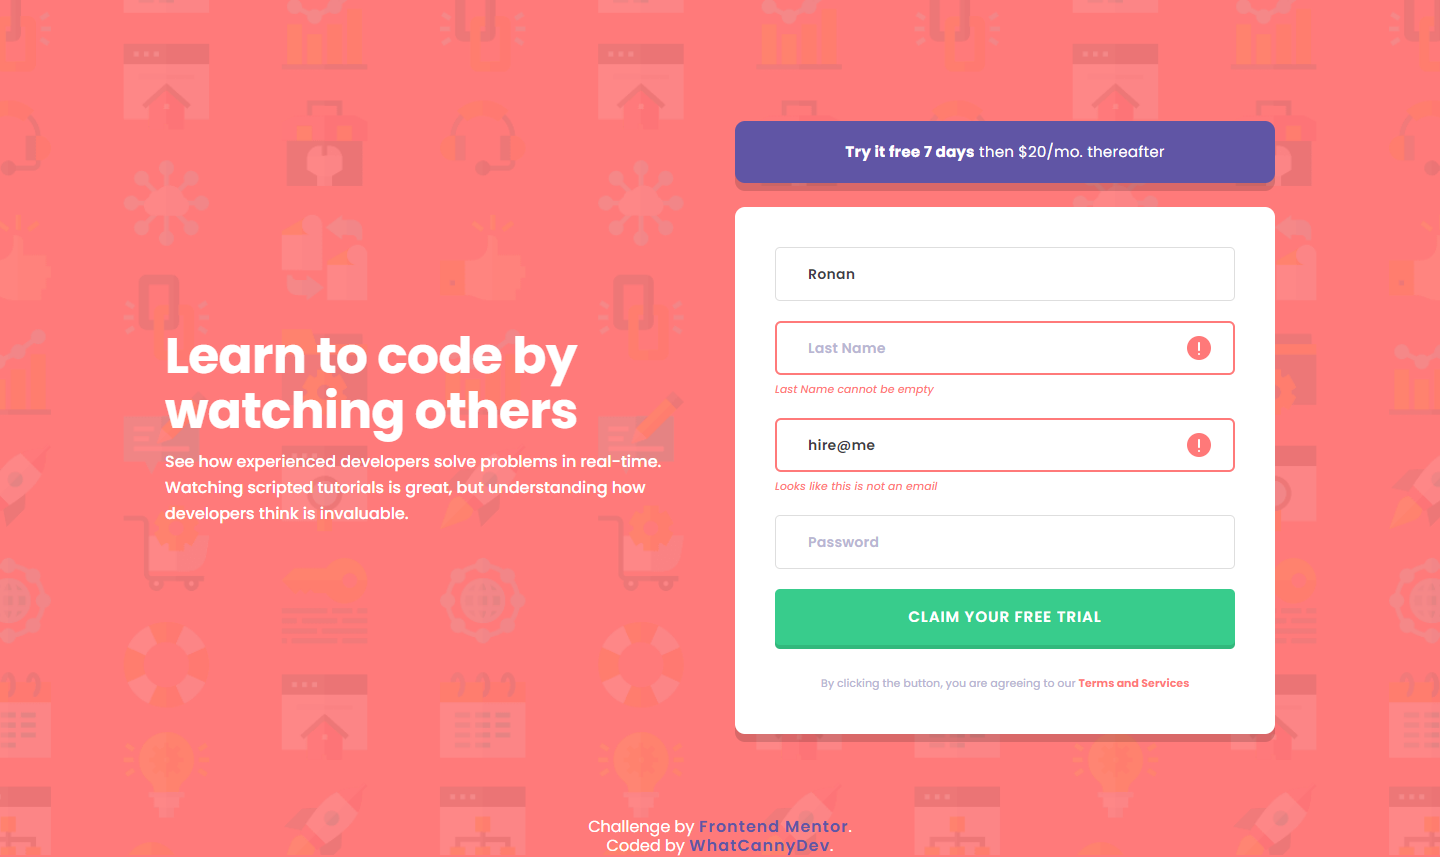 Learn to code by
watching others
See how experienced developers solve problems in real-time.
Watching scripted tutorials is great, but understanding how
developers think is invaluable.
Try it free 7 days then $20/mo. thereafter
Ronan
Last Name
Last Name cannot be empty
hire@me
Looks like this is not an email
Password
CLAIM YOUR FREE TRIAL
By clicking the button, you are agreeing to our Terms and Services
Challenge by Frontend Mentor.
Coded by WhatCannyDev.